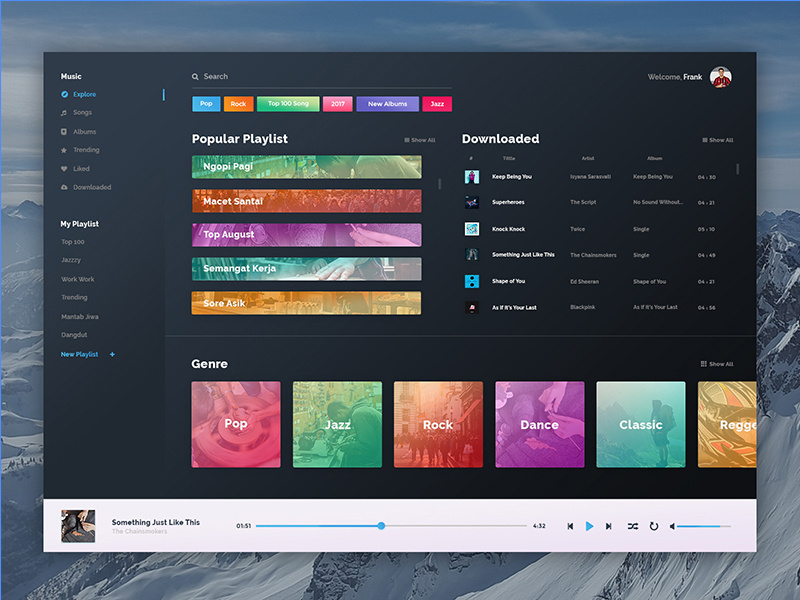 Music
Explore
Songs
Albums
Trending
Liked
Downloaded
My Playlist
Top 100
Jazzzy
Work Work
Trending
Mantab Jiwa
Dangdut
New Playlist +
Search
Welcome, Frank
Pop Rock Top 100 Song 2017 New Albums Jazz
Popular Playlist Show All
Ngopi Pagi
Macet Santai
Top August
Semangat Kerja
Sore Asik
Downloaded Show All
# Tittle Artist Album
Keep Being You Isyana Sarasvati Keep Being You 04 : 30
Superheroes The Script No Sound Without... 04 : 21
Knock Knock Twice Single 05 : 10
Something Just Like This The Chainsmokers Single 04 : 49
Shape of You Ed Sheeran Shape of You 04 : 21
As If It's Your Last Blackpink As If It's Your Last 04 : 56
Genre Show All
Pop Jazz Rock Dance Classic Regge
Something Just Like This
The Chainsmokers
01:51 4:32